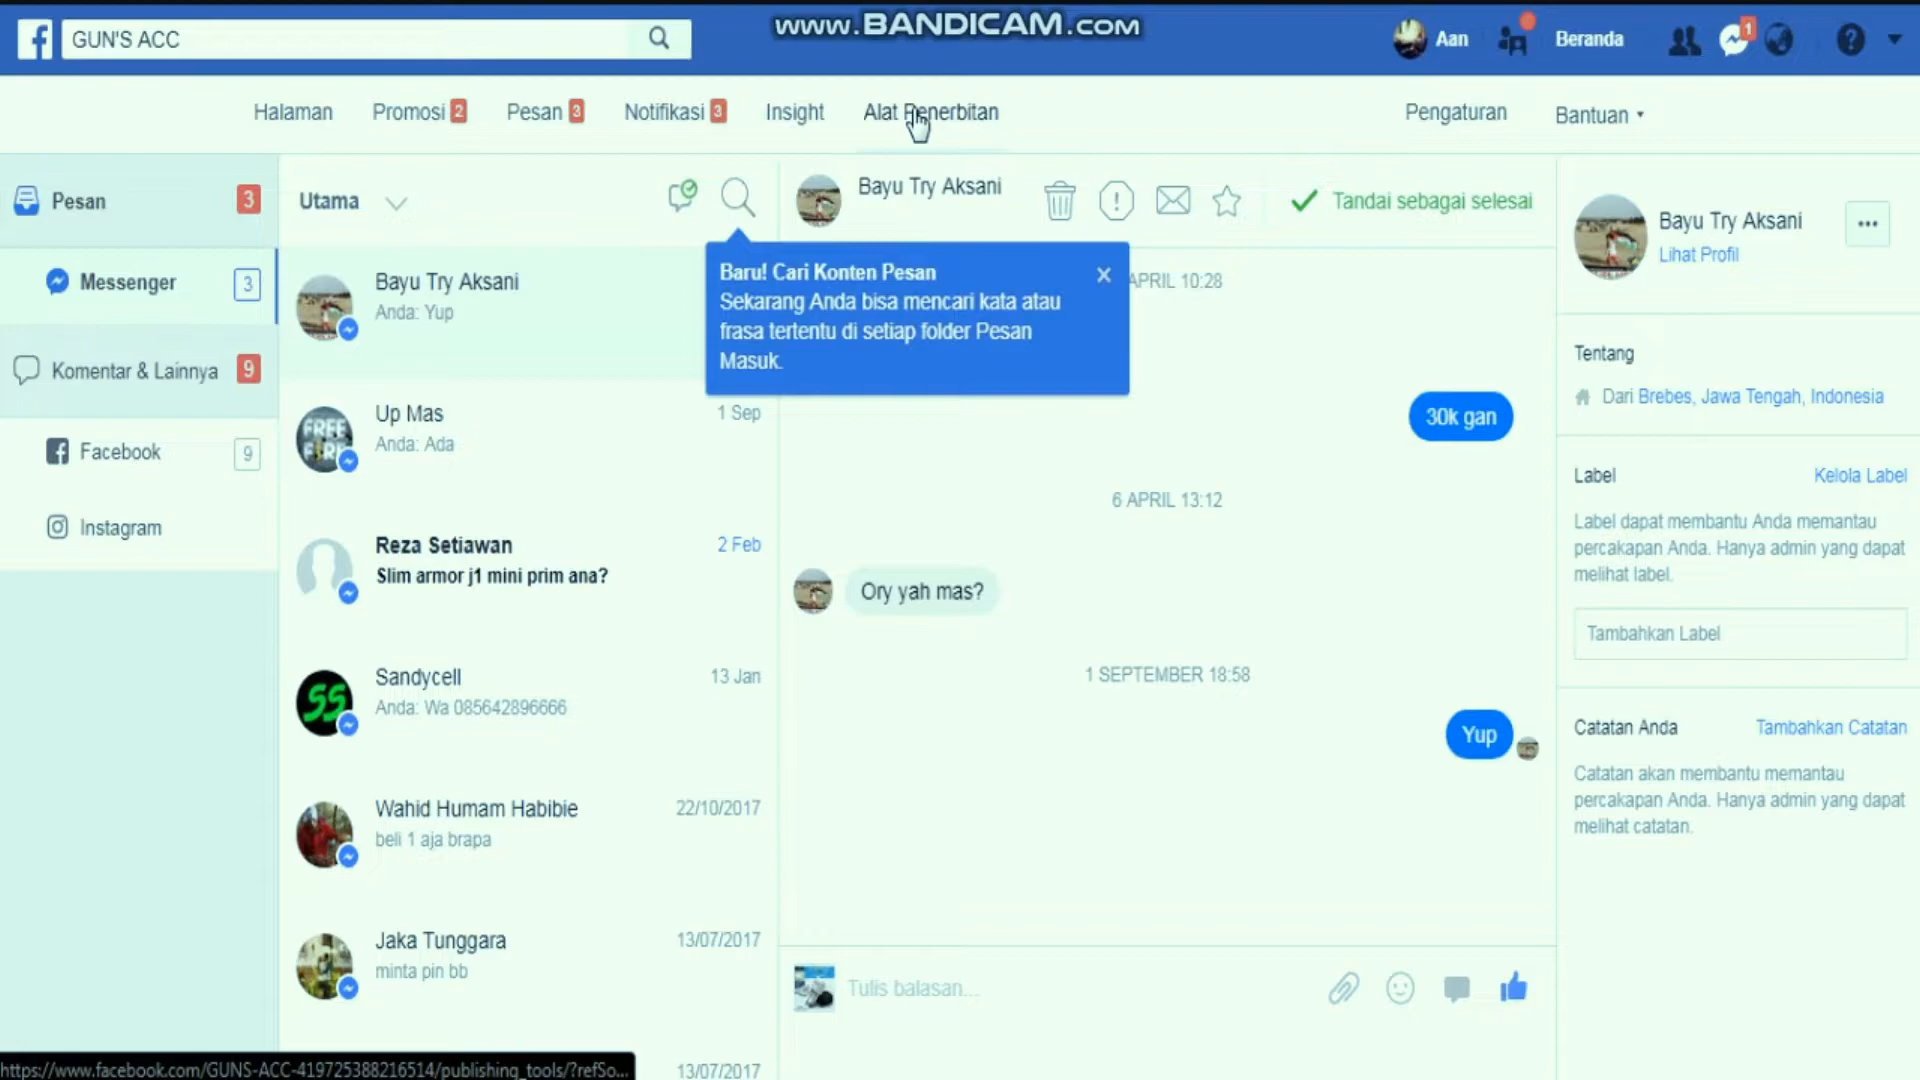 GUN'S ACC
www.BANDICAM.com
Aan
Beranda
1
Halaman
Promosi 2
Pesan 3
Notifikasi 3
Insight
Alat Penerbitan
Pengaturan
Bantuan
Pesan 3
Messenger 3
Komentar & Lainnya 9
Facebook 9
Instagram
Utama
Bayu Try Aksani
Anda: Yup
Up Mas 1 Sep
Anda: Ada
Reza Setiawan 2 Feb
Slim armor j1 mini prim ana?
Sandycell 13 Jan
Anda: Wa 085642896666
Wahid Humam Habibie 22/10/2017
beli 1 aja brapa
Jaka Tunggara 13/07/2017
minta pin bb
13/07/2017
FREE
SS
Baru! Cari Konten Pesan
Sekarang Anda bisa mencari kata atau
frasa tertentu di setiap folder Pesan
Masuk.
Bayu Try Aksani
Tandai sebagai selesai
APRIL 10:28
30k gan
6 APRIL 13:12
Ory yah mas?
1 SEPTEMBER 18:58
Yup
Tulis balasan...
Bayu Try Aksani
Lihat Profil
Tentang
Dari Brebes, Jawa Tengah, Indonesia
Label Kelola Label
Label dapat membantu Anda memantau
percakapan Anda. Hanya admin yang dapat
melihat label.
Tambahkan Label
Catatan Anda Tambahkan Catatan
Catatan akan membantu memantau
percakapan Anda. Hanya admin yang dapat
melihat catatan.
https://www.facebook.com/GUNS-ACC-419725388216514/publishing_tools/?refSo...